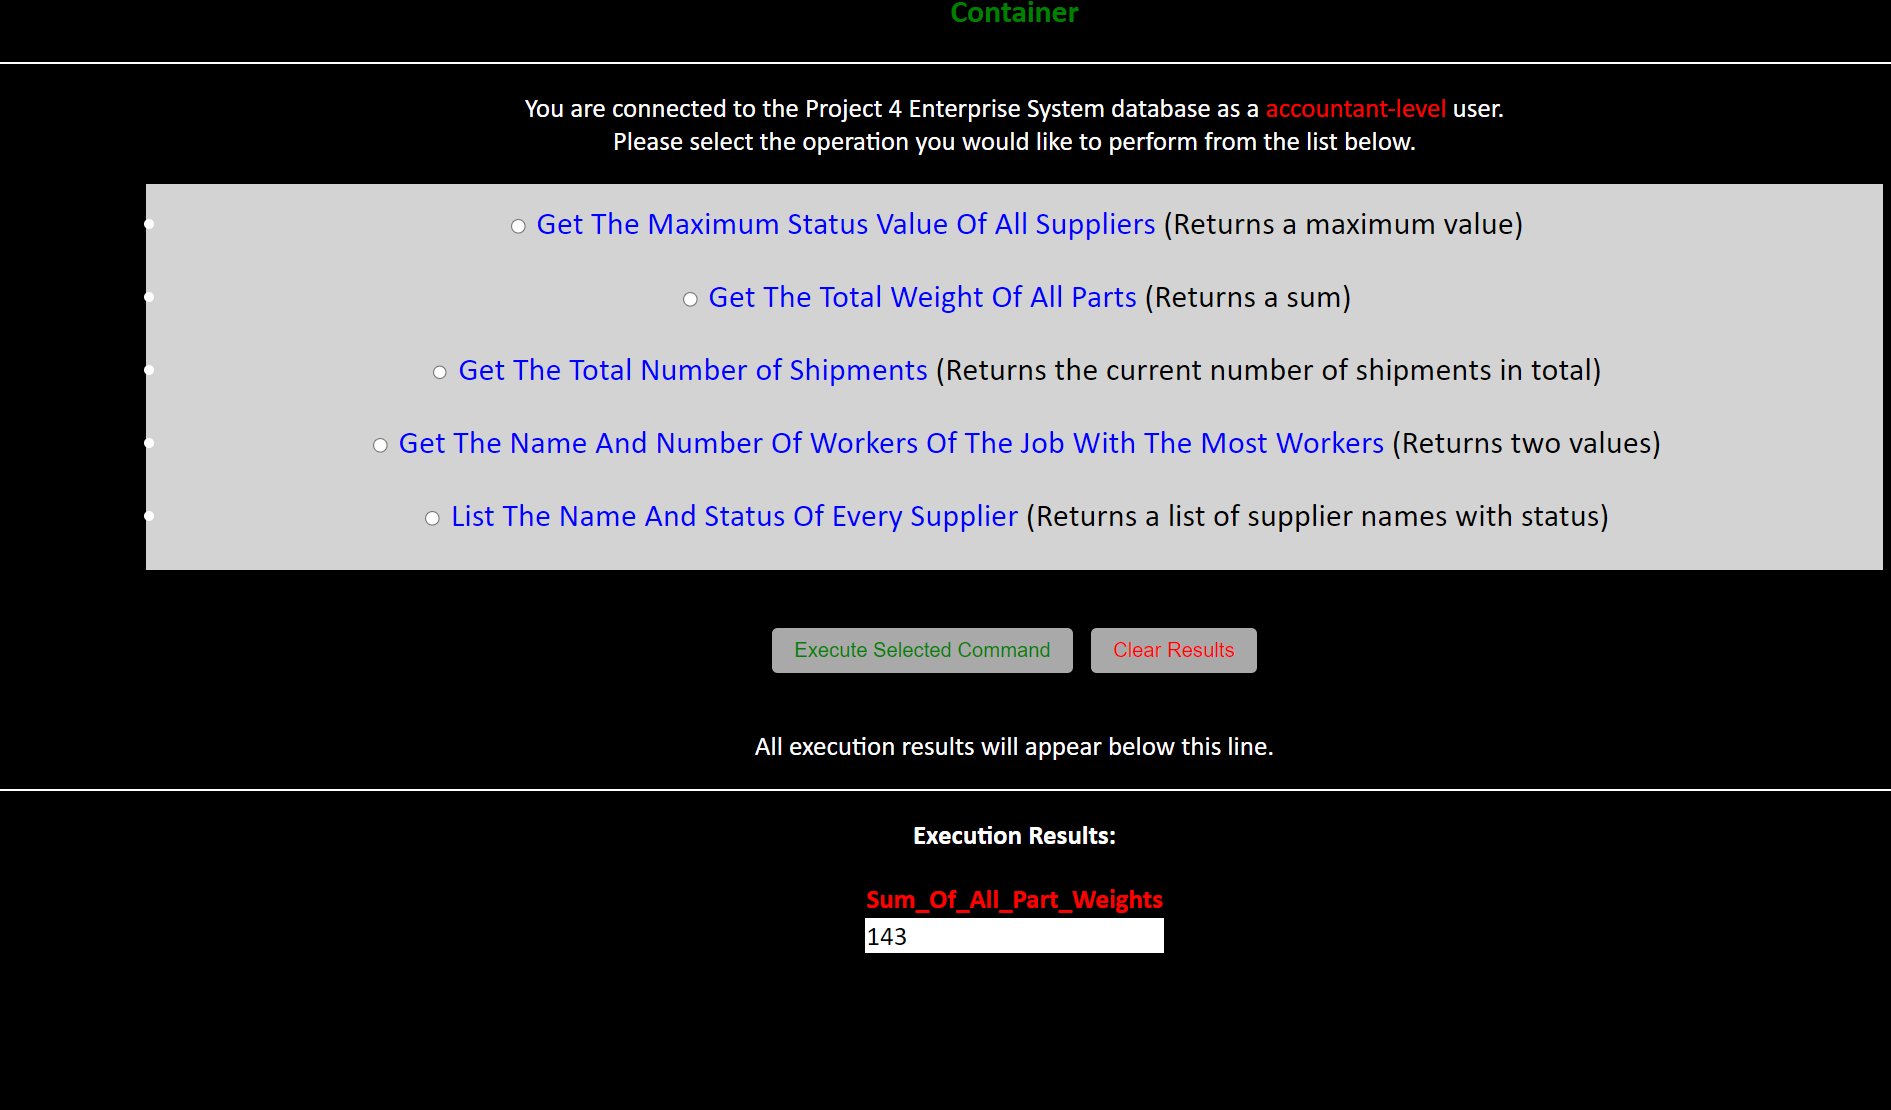 Container
You are connected to the Project 4 Enterprise System database as a accountant-level user.
Please select the operation you would like to perform from the list below.
Get The Maximum Status Value Of All Suppliers (Returns a maximum value)
Get The Total Weight Of All Parts (Returns a sum)
Get The Total Number of Shipments (Returns the current number of shipments in total)
Get The Name And Number Of Workers Of The Job With The Most Workers (Returns two values)
List The Name And Status Of Every Supplier (Returns a list of supplier names with status)
Execute Selected Command Clear Results
All execution results will appear below this line.
Execution Results:
Sum_Of_All_Part_Weights
143